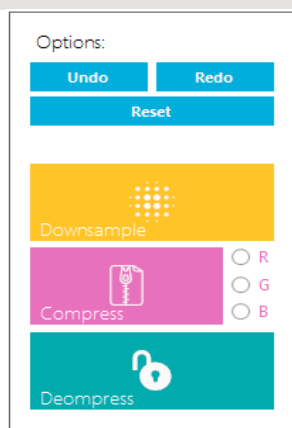 Options:
Undo Redo
Reset
Downsample
R
G
Compress B
Deompress